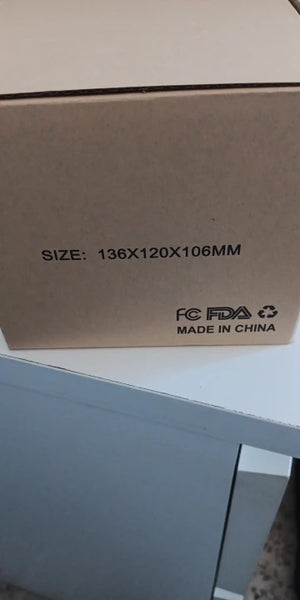 SIZE: 136X120X106MM
FC FDA
MADE IN CHINA